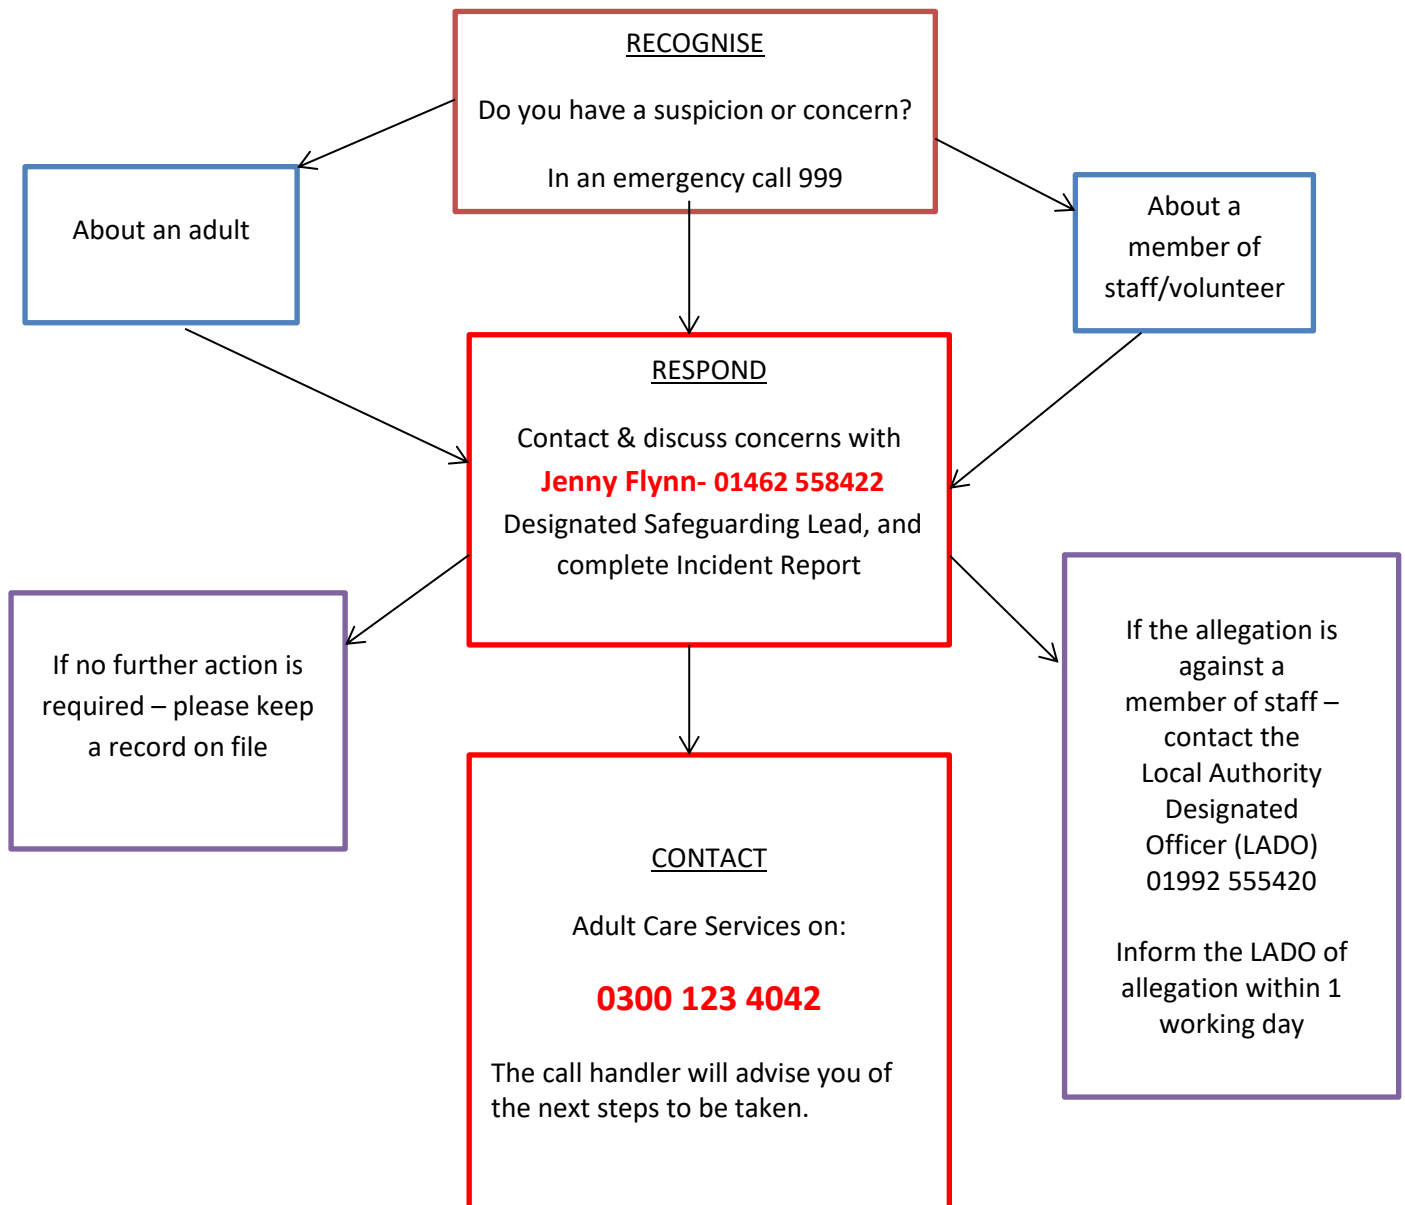 RECOGNISE
Do you have a suspicion or concern?
In an emergency call 999
About an adult
About a
member of
staff/volunteer
RESPOND
Contact & discuss concerns with
Jenny Flynn- 01462 558422
Designated Safeguarding Lead, and
complete Incident Report
If no further action is
required – please keep
a record on file
If the allegation is
against a
member of staff –
contact the
Local Authority
Designated
Officer (LADO)
01992 555420
Inform the LADO of
allegation within 1
working day
CONTACT
Adult Care Services on:
0300 123 4042
The call handler will advise you of
the next steps to be taken.